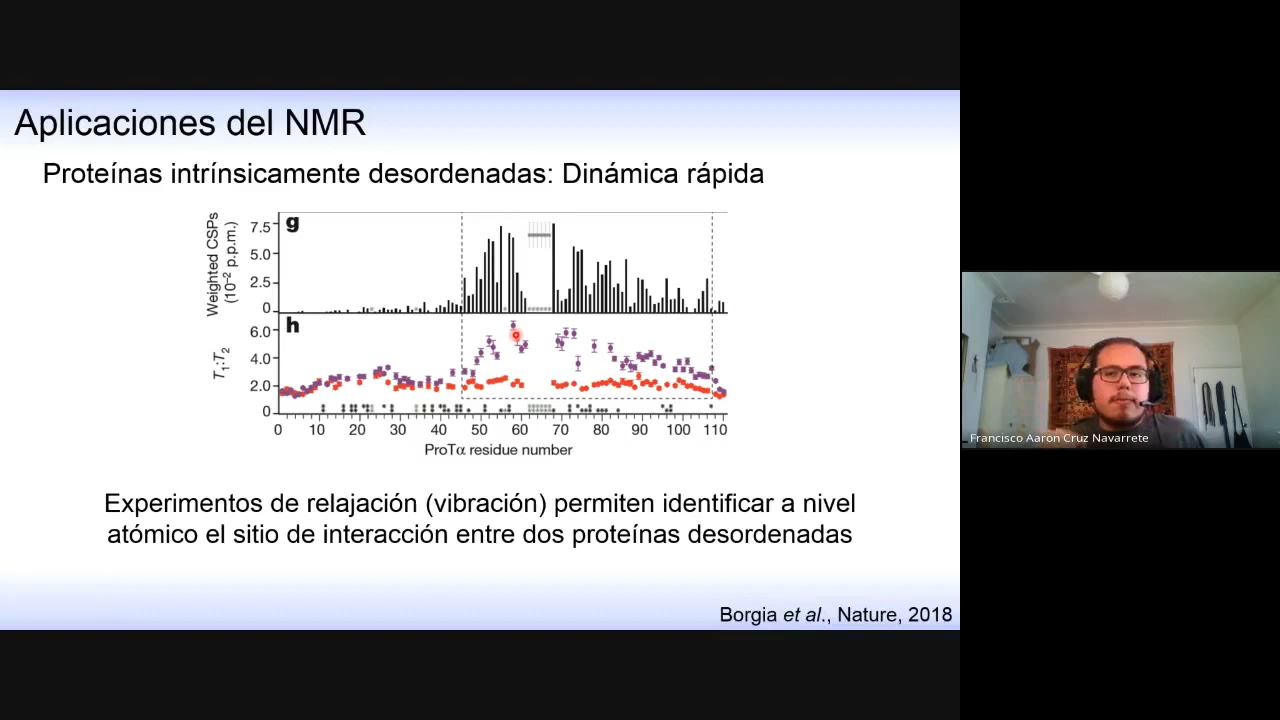 Aplicaciones del NMR
Proteínas intrínsicamente desordenadas: Dinámica rápida
g
Weighted CSPs
(10⁻² p.p.m.)
7.5
5.0
2.5
0
h
T₁:T₂
6.0
4.0
2.0
0
0 10 20 30 40 50 60 70 80 90 100 110
ProTα residue number
Experimentos de relajación (vibración) permiten identificar a nivel
atómico el sitio de interacción entre dos proteínas desordenadas
Borgia et al., Nature, 2018
Francisco Aaron Cruz Navarrete